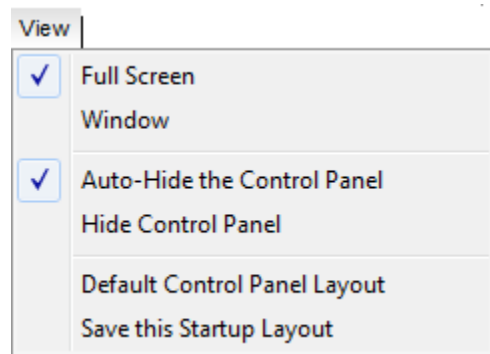 View
Full Screen
Window
Auto-Hide the Control Panel
Hide Control Panel
Default Control Panel Layout
Save this Startup Layout